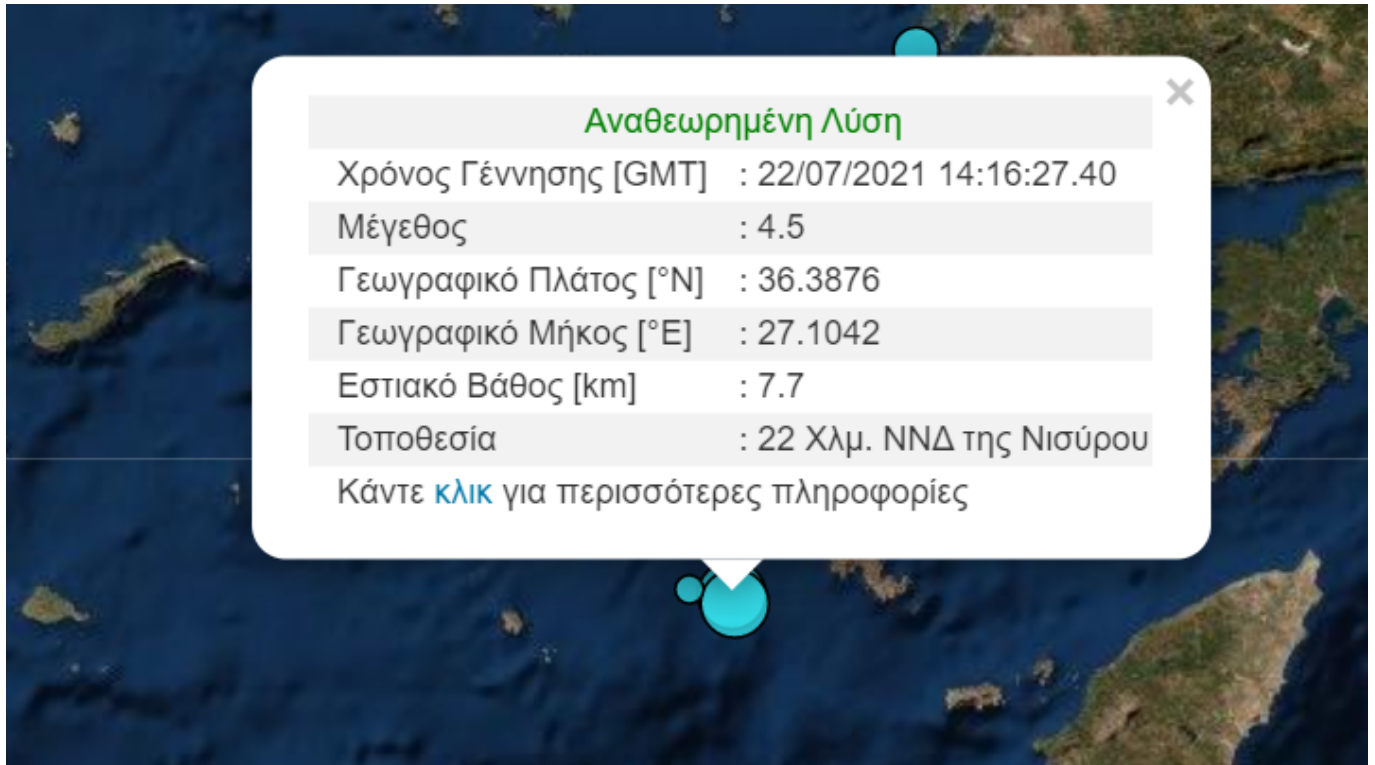 Αναθεωρημένη Λύση
Χρόνος Γέννησης [GMT] : 22/07/2021 14:16:27.40
Μέγεθος : 4.5
Γεωγραφικό Πλάτος [°N] : 36.3876
Γεωγραφικό Μήκος [°E] : 27.1042
Εστιακό Βάθος [km] : 7.7
Τοποθεσία : 22 Χλμ. ΝΝΔ της Νισύρου
Κάντε κλικ για περισσότερες πληροφορίες